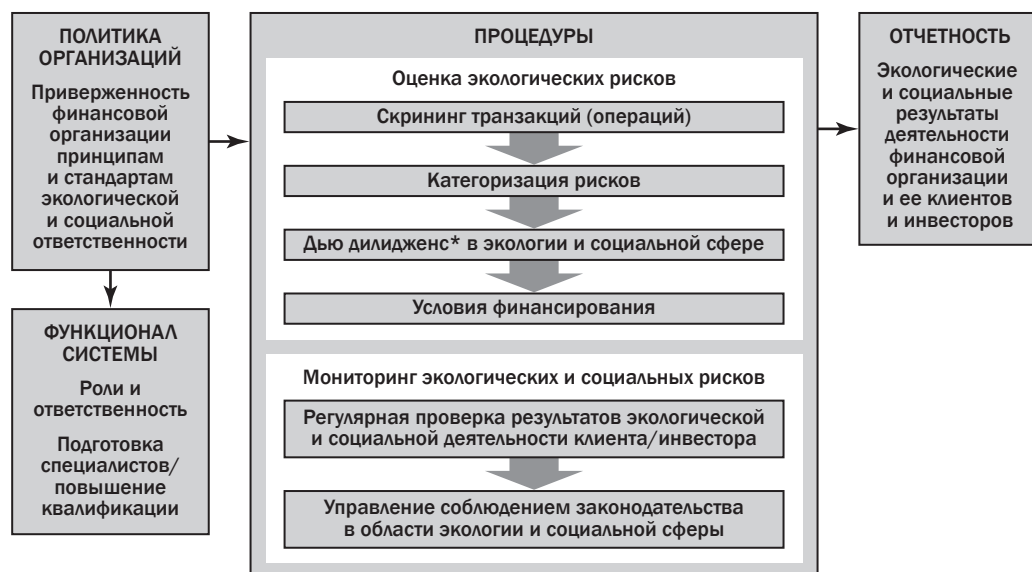 ПОЛИТИКА
ОРГАНИЗАЦИЙ
Приверженность
финансовой
организации
принципам
и стандартам
экологической
и социальной
ответственности
ФУНКЦИОНАЛ
СИСТЕМЫ
Роли и
ответственность
Подготовка
специалистов/
повышение
квалификации
ПРОЦЕДУРЫ
Оценка экологических рисков
Скрининг транзакций (операций)
Категоризация рисков
Дью дилидженс* в экологии и социальной сфере
Условия финансирования
Мониторинг экологических и социальных рисков
Регулярная проверка результатов экологической
и социальной деятельности клиента/инвестора
Управление соблюдением законодательства
в области экологии и социальной сферы
ОТЧЕТНОСТЬ
Экологические
и социальные
результаты
деятельности
финансовой
организации
и ее клиентов
и инвесторов